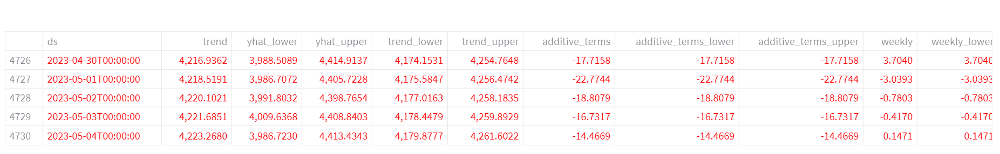 ds trend yhat_lower yhat_upper trend_lower trend_upper additive_terms additive_terms_lower additive_terms_upper weekly weekly_lower
4726 2023-04-30T00:00:00 4,216.9362 3,988.5089 4,414.9137 4,174.1531 4,254.7648 -17.7158 -17.7158 -17.7158 3.7040 3.7040
4727 2023-05-01T00:00:00 4,218.5191 3,986.7072 4,405.7228 4,175.5847 4,256.4742 -22.7744 -22.7744 -22.7744 -3.0393 -3.0393
4728 2023-05-02T00:00:00 4,220.1021 3,991.8032 4,398.7654 4,177.0163 4,258.1835 -18.8079 -18.8079 -18.8079 -0.7803 -0.7803
4729 2023-05-03T00:00:00 4,221.6851 4,009.6368 4,408.8403 4,178.4479 4,259.8929 -16.7317 -16.7317 -16.7317 -0.4170 -0.4170
4730 2023-05-04T00:00:00 4,223.2680 3,986.7230 4,413.4343 4,179.8777 4,261.6022 -14.4669 -14.4669 -14.4669 0.1471 0.1471